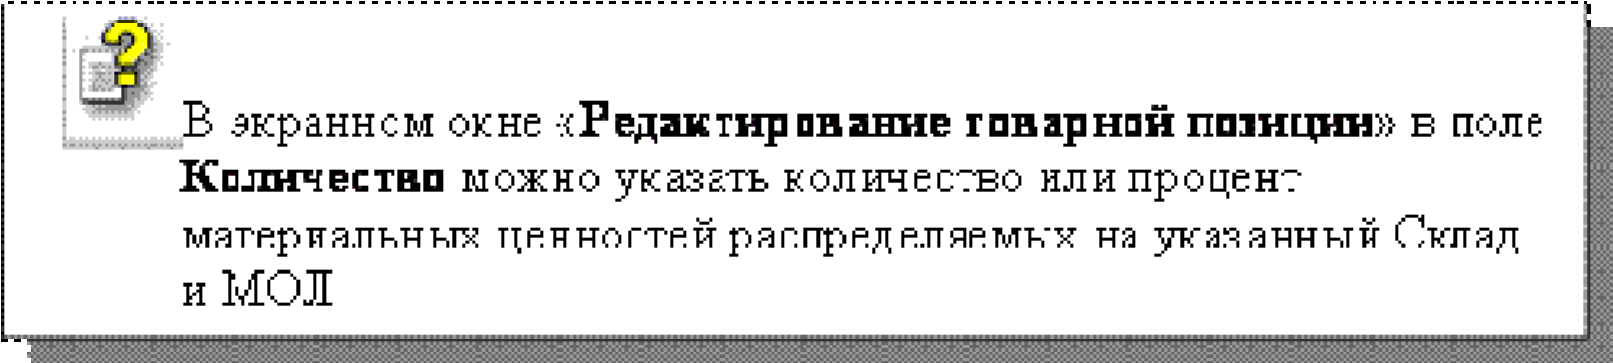 В экранном окне «Редактирование товарной позиции» в поле
Количество можно указать количество или процент
материальных ценностей распределяемых на указанный Склад
и МОЛ